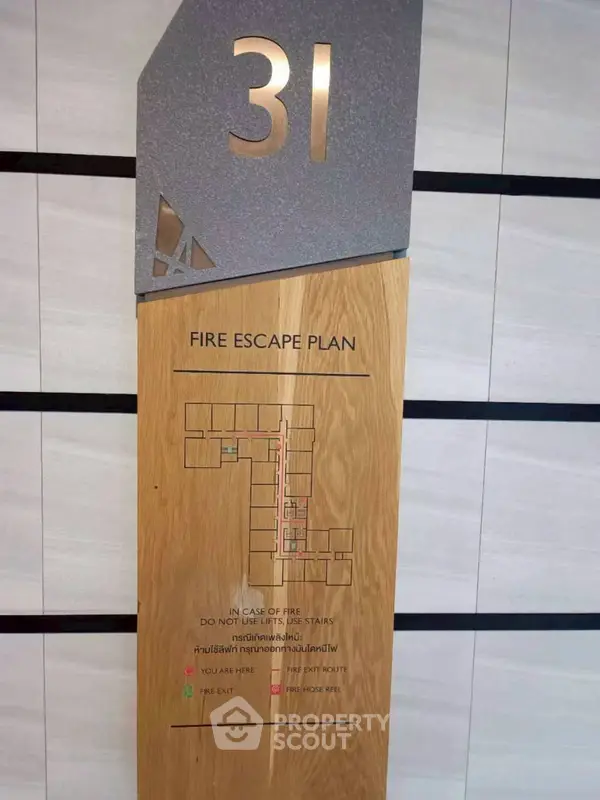 31
FIRE ESCAPE PLAN
IN CASE OF FIRE
DO NOT USE LIFTS, USE STAIRS
กรณีเกิดเพลิงไหม้:
ห้ามใช้ลิฟท์ กรุณาออกทางบันไดหนีไฟ
YOU ARE HERE
FIRE EXIT ROUTE
FIRE EXIT
FIRE HOSE REEL
PROPERTY
SCOUT